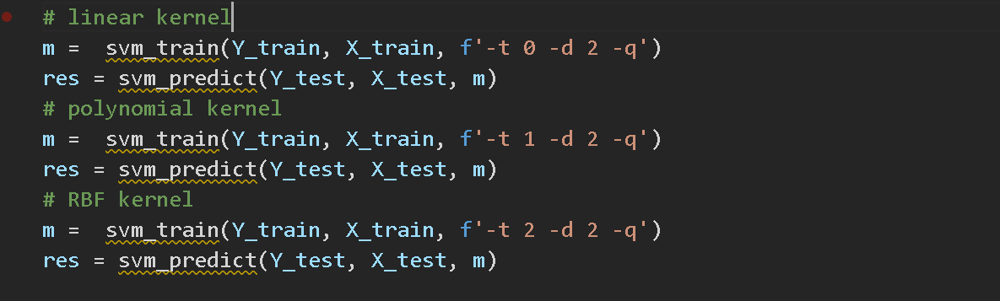 # linear kernel
m =  svm_train(Y_train, X_train, f'-t 0 -d 2 -q')
res = svm_predict(Y_test, X_test, m)
# polynomial kernel
m =  svm_train(Y_train, X_train, f'-t 1 -d 2 -q')
res = svm_predict(Y_test, X_test, m)
# RBF kernel
m =  svm_train(Y_train, X_train, f'-t 2 -d 2 -q')
res = svm_predict(Y_test, X_test, m)